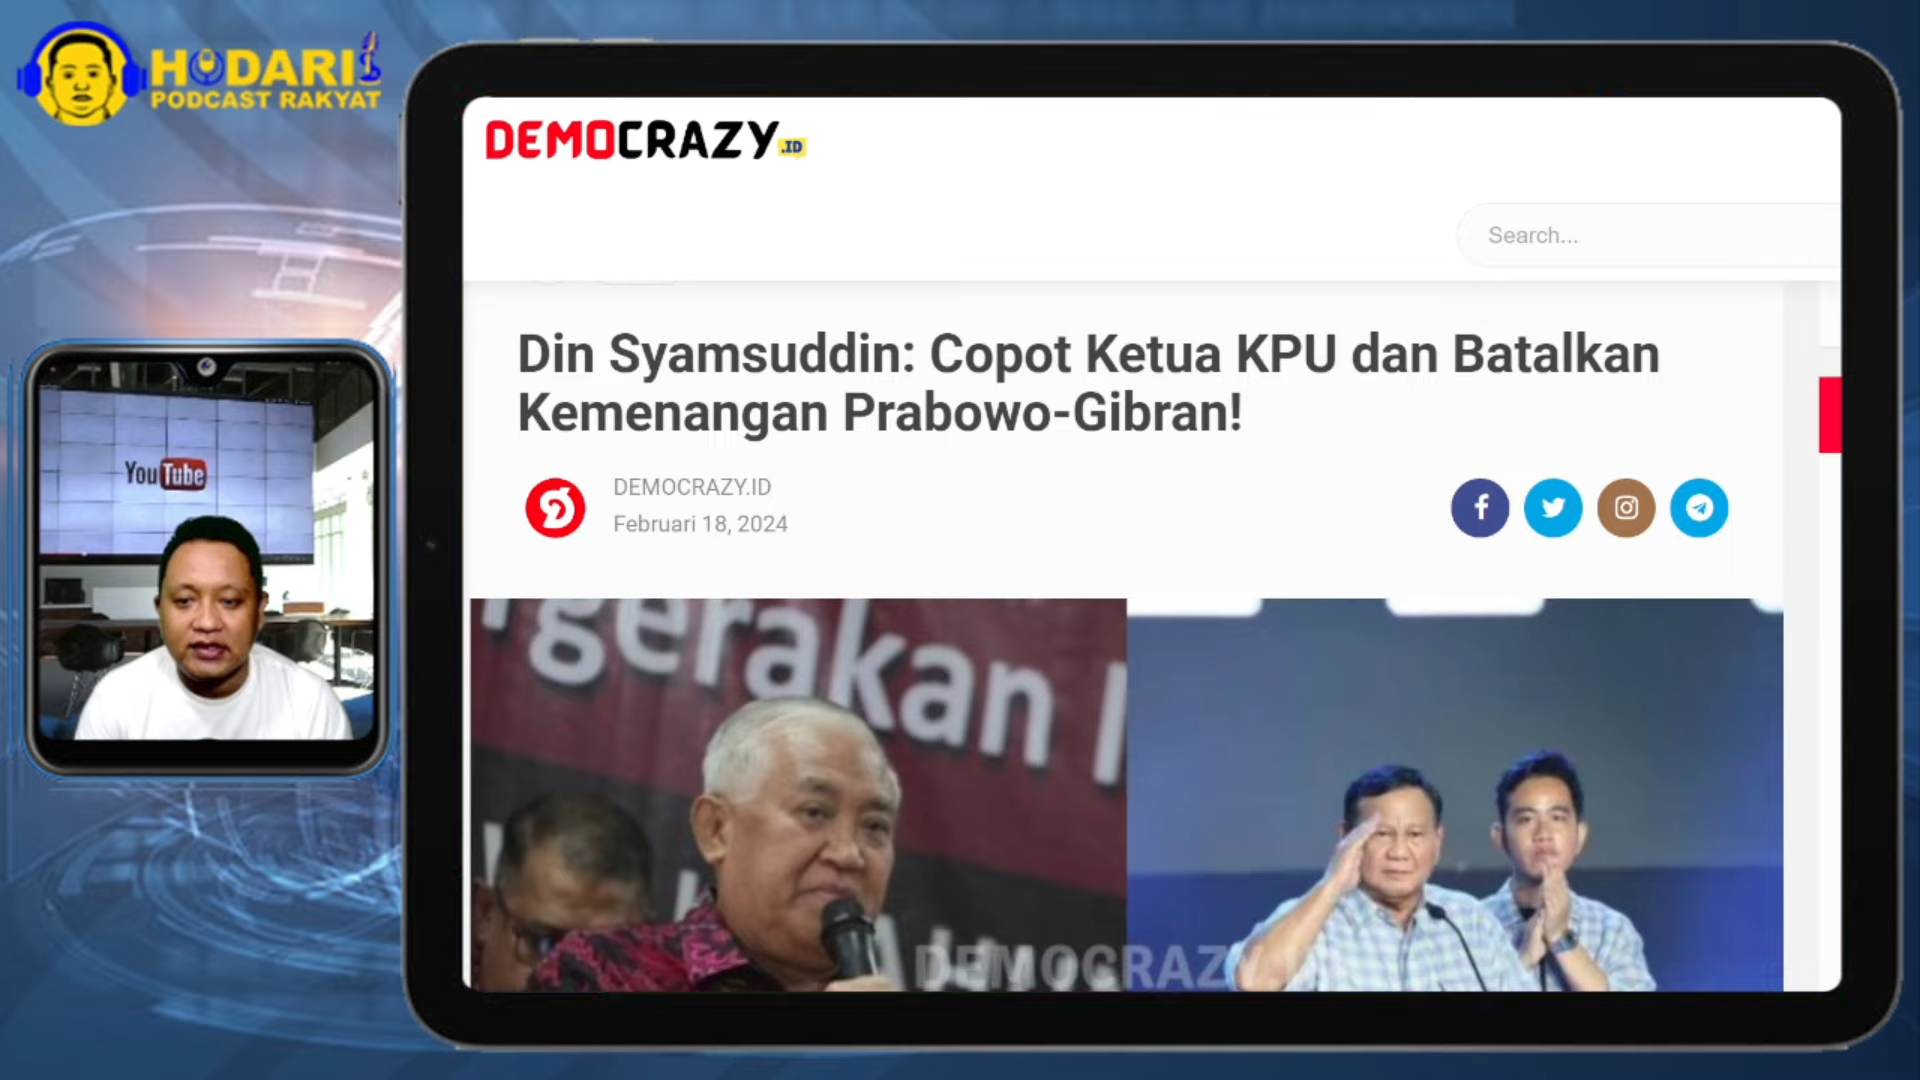 HODARI
PODCAST RAKYAT
DEMOCRAZY.ID
Search...
Din Syamsuddin: Copot Ketua KPU dan Batalkan
Kemenangan Prabowo-Gibran!
DEMOCRAZY.ID
Februari 18, 2024
YouTube
gerakan
DEMOCRAZY